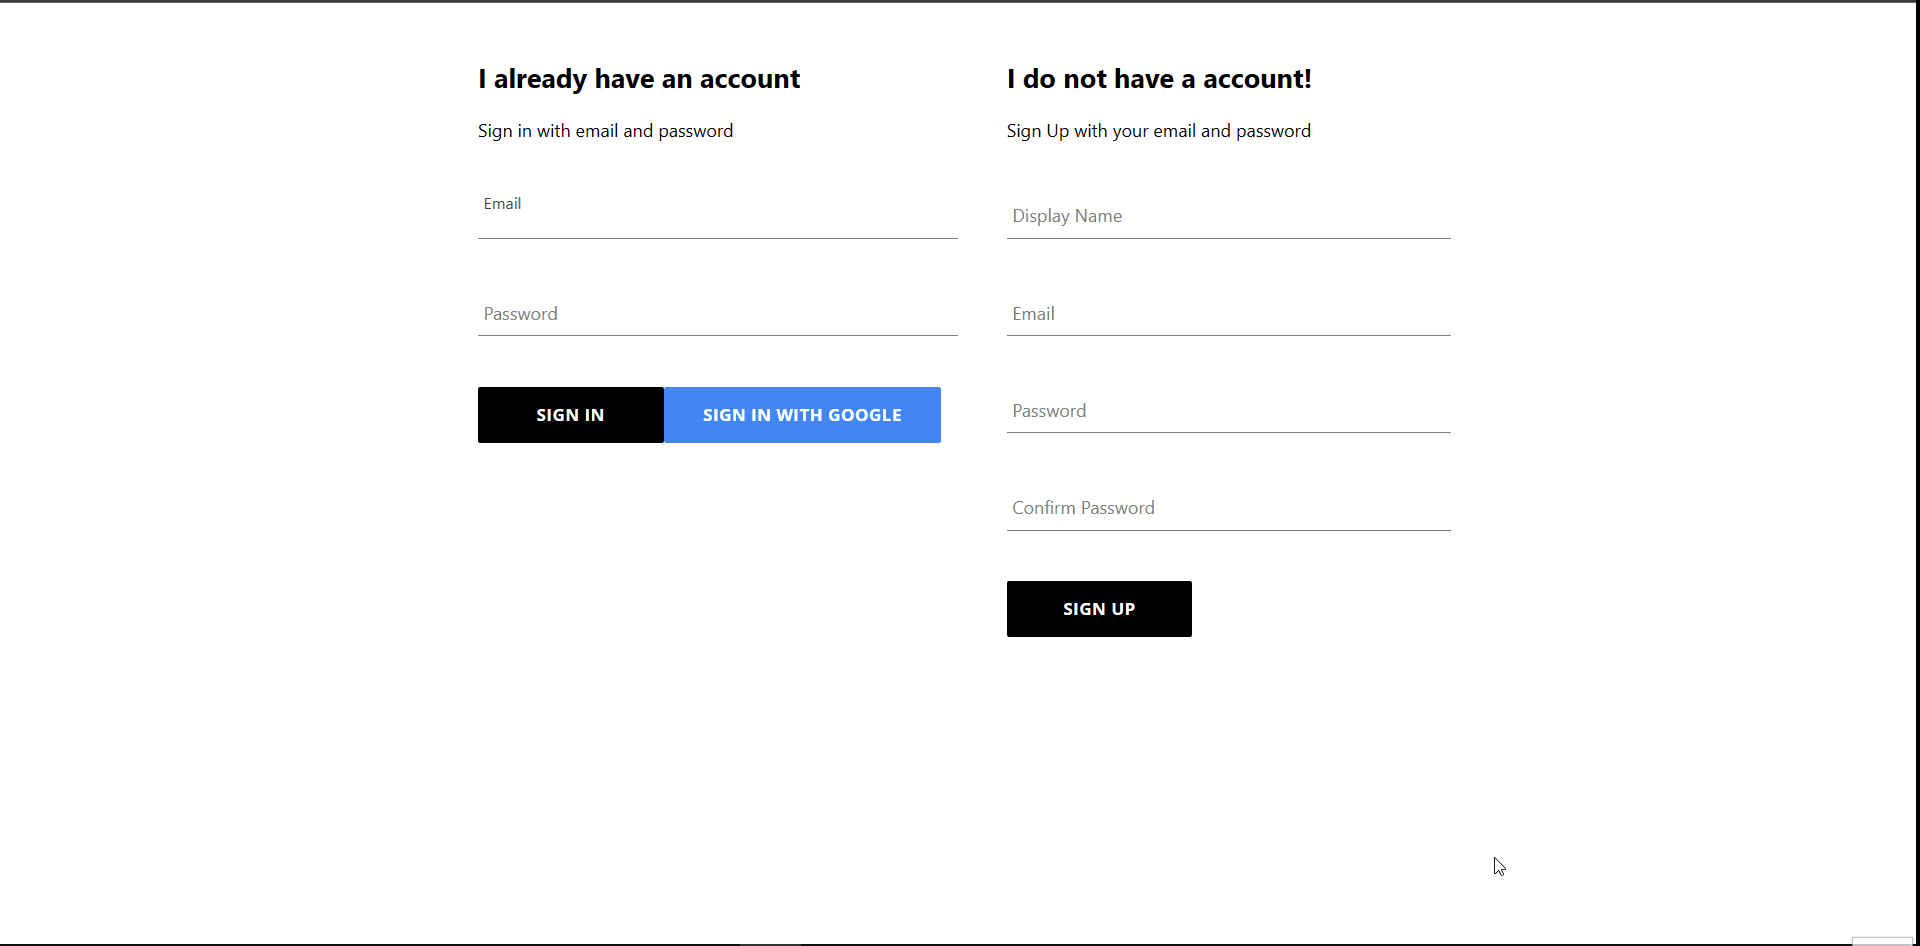 I already have an account
Sign in with email and password
Email
Password
SIGN IN
SIGN IN WITH GOOGLE
I do not have a account!
Sign Up with your email and password
Display Name
Email
Password
Confirm Password
SIGN UP